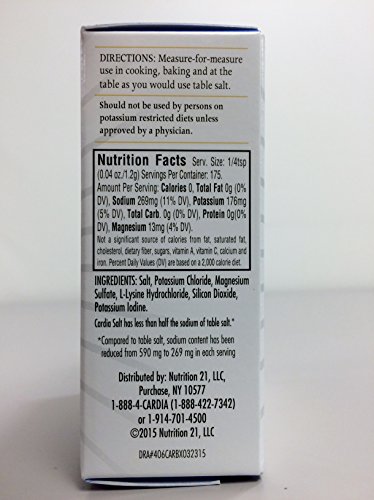 DIRECTIONS: Measure-for-measure
use in cooking, baking and at the
table as you would use table salt.
Should not be used by persons on
potassium restricted diets unless
approved by a physician.
Nutrition Facts Serv. Size: 1/4tsp
(0.04 oz./1.2g) Servings Per Container: 175.
Amount Per Serving: Calories 0, Total Fat 0g (0%
DV), Sodium 269mg (11% DV), Potassium 176mg
(5% DV), Total Carb. 0g (0% DV), Protein 0g(0%
DV), Magnesium 13mg (4% DV).
Not a significant source of calories from fat, saturated fat,
cholesterol, dietary fiber, sugars, vitamin A, vitamin C, calcium and
iron. Percent Daily Values (DV) are based on a 2,000 calorie diet.
INGREDIENTS: Salt, Potassium Chloride, Magnesium
Sulfate, L-Lysine Hydrochloride, Silicon Dioxide,
Potassium Iodine.
Cardia Salt has less than half the sodium of table salt.*
*Compared to table salt, sodium content has been
reduced from 590 mg to 269 mg in each serving
Distributed by: Nutrition 21, LLC,
Purchase, NY 10577
1-888-4-CARDIA (1-888-422-7342)
or 1-914-701-4500
©2015 Nutrition 21, LLC
DRA#406CARBX032315